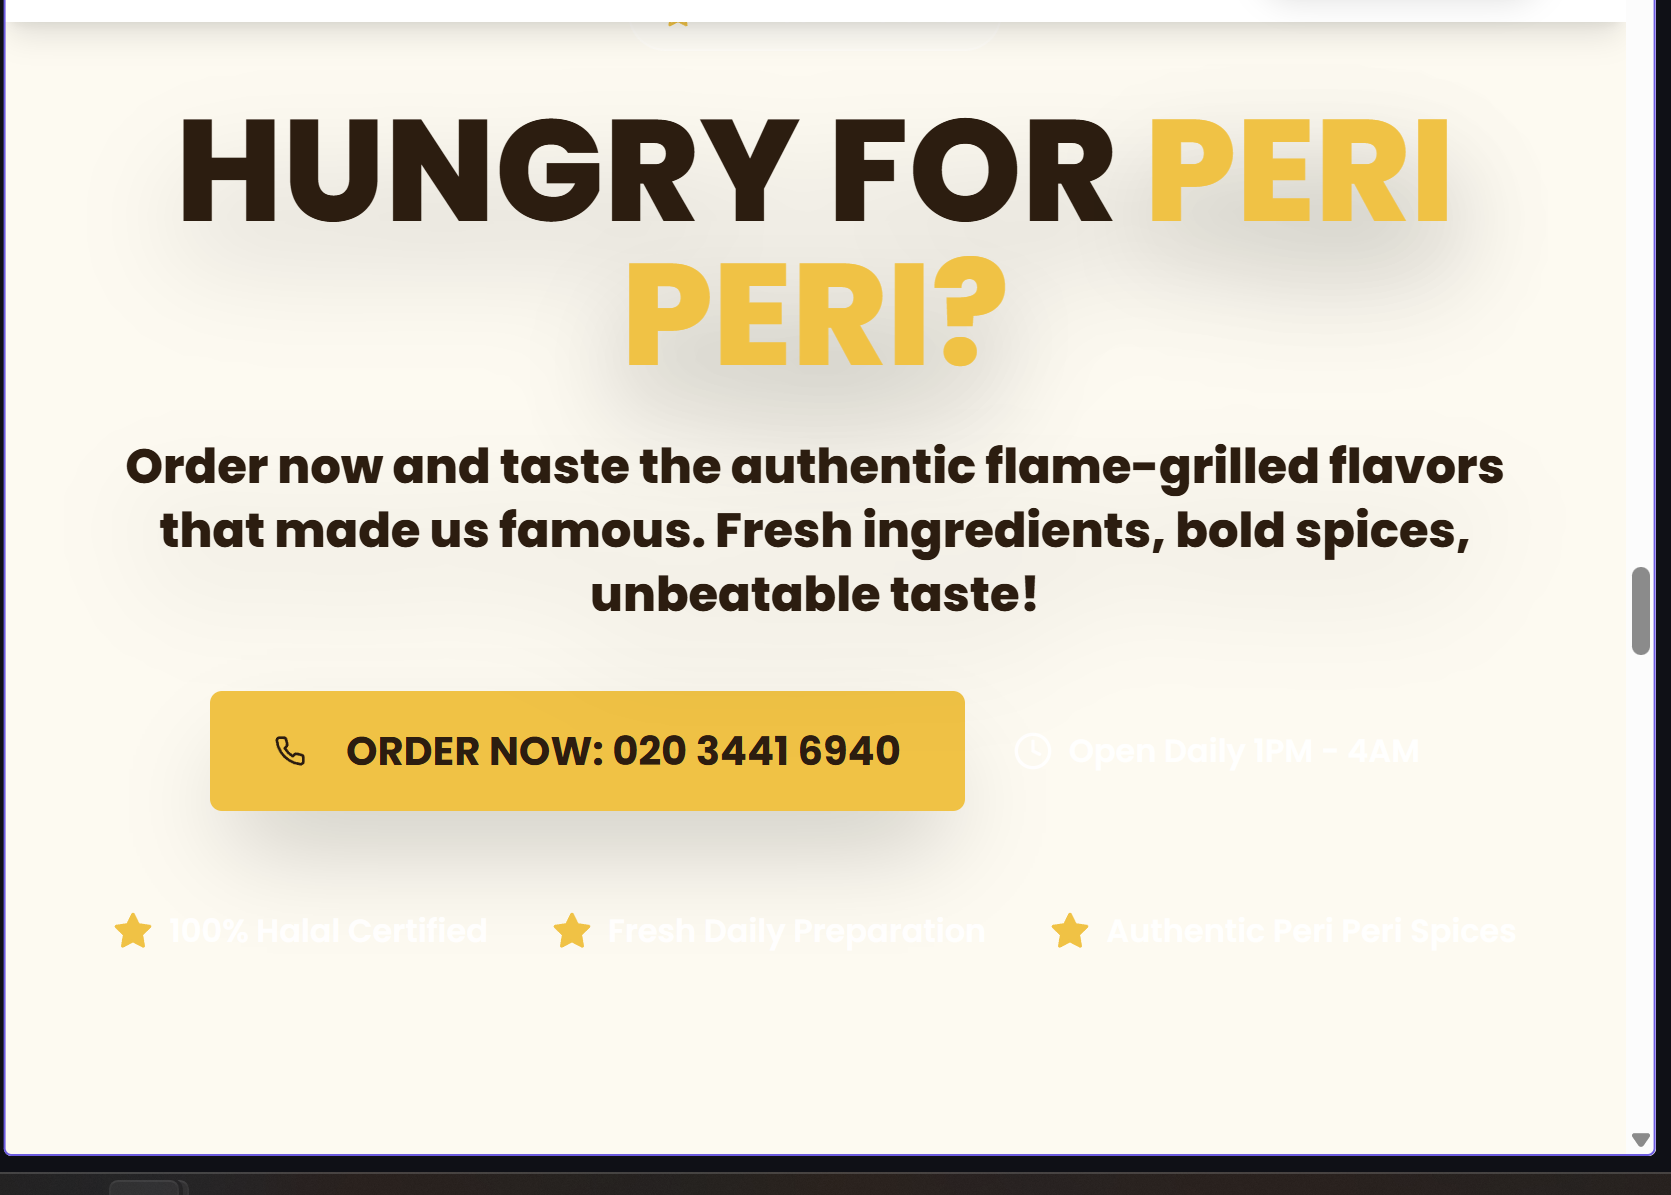 HUNGRY FOR PERI
PERI?
Order now and taste the authentic flame-grilled flavors
that made us famous. Fresh ingredients, bold spices,
unbeatable taste!
ORDER NOW: 020 3441 6940
Open Daily 1PM - 4AM
100% Halal Certified
Fresh Daily Preparation
Authentic Peri Peri Spices